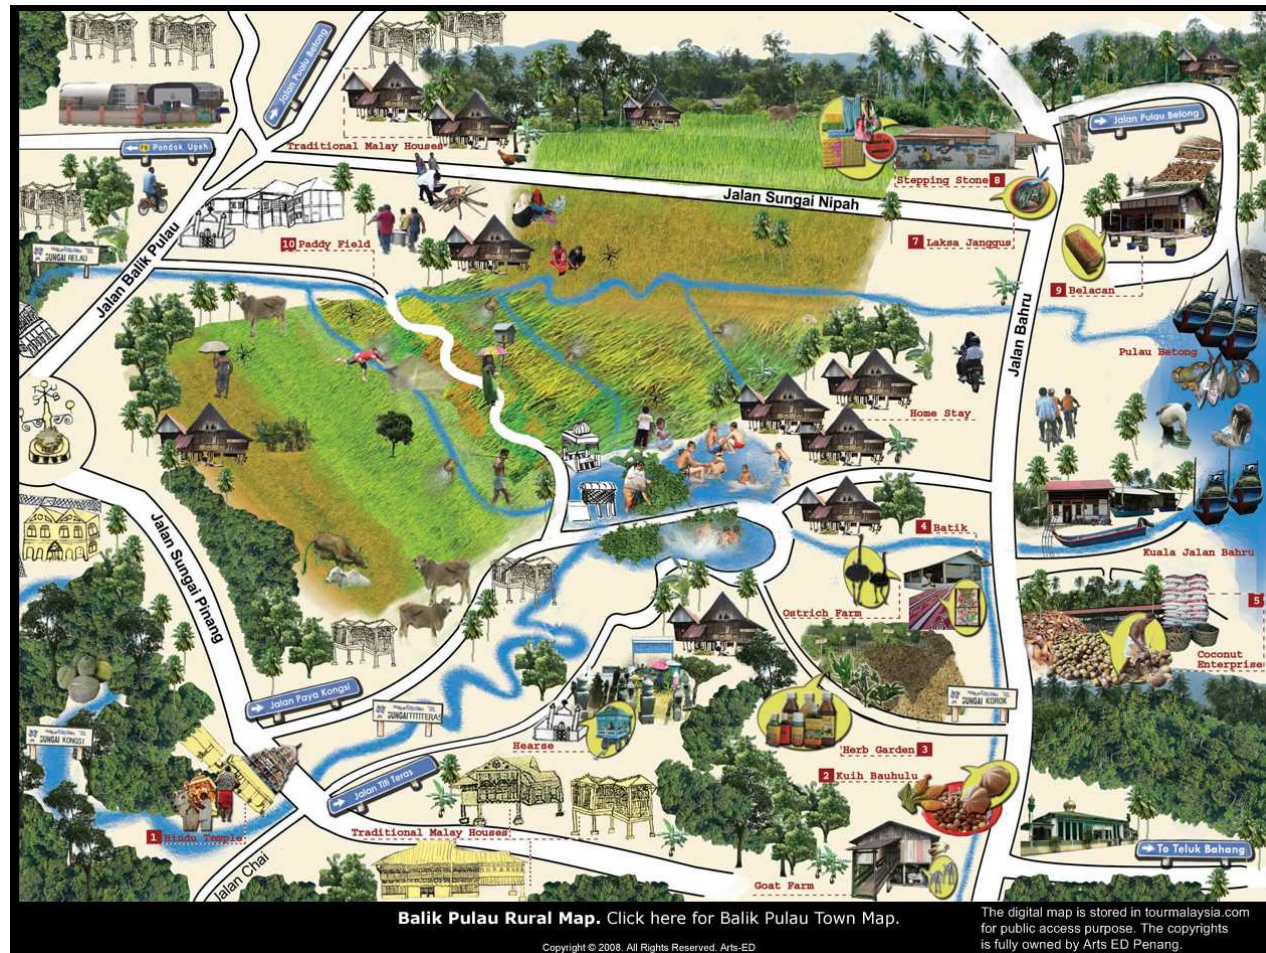 Jalan Pualu Betong
Pondok Upeh
Traditional Malay Houses
Jalan Pulau Betong
Stepping Stone 8
Jalan Sungai Nipah
7 Laksa Janggus
10 Paddy Field
SUNGAI RELAU
Jalan Balik Pulau
9 Belacan
Jalan Bahru
Pulau Betong
Home Stay
Jalan Sungai Pinang
4 Batik
Kuala Jalan Bahru
Ostrich Farm
5
Coconut
Enterprise
Jalan Paya Kongsi
SUNGAI KOROK
SUNGAI KONGSI
Hearse
Herb Garden 3
2 Kuih Bauhulu
Jalan Titi Teras
1 Hindu Temple
Traditional Malay Houses
To Teluk Bahang
Jalan Chai
Goat Farm
Balik Pulau Rural Map. Click here for Balik Pulau Town Map.
Copyright © 2008. All Rights Reserved. Arts-ED
The digital map is stored in tourmalaysia.com
for public access purpose. The copyrights
is fully owned by Arts ED Penang.